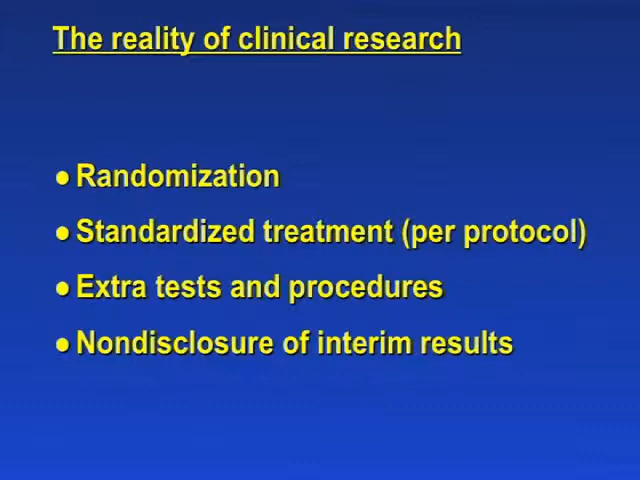 The reality of clinical research
● Randomization
● Standardized treatment (per protocol)
● Extra tests and procedures
● Nondisclosure of interim results